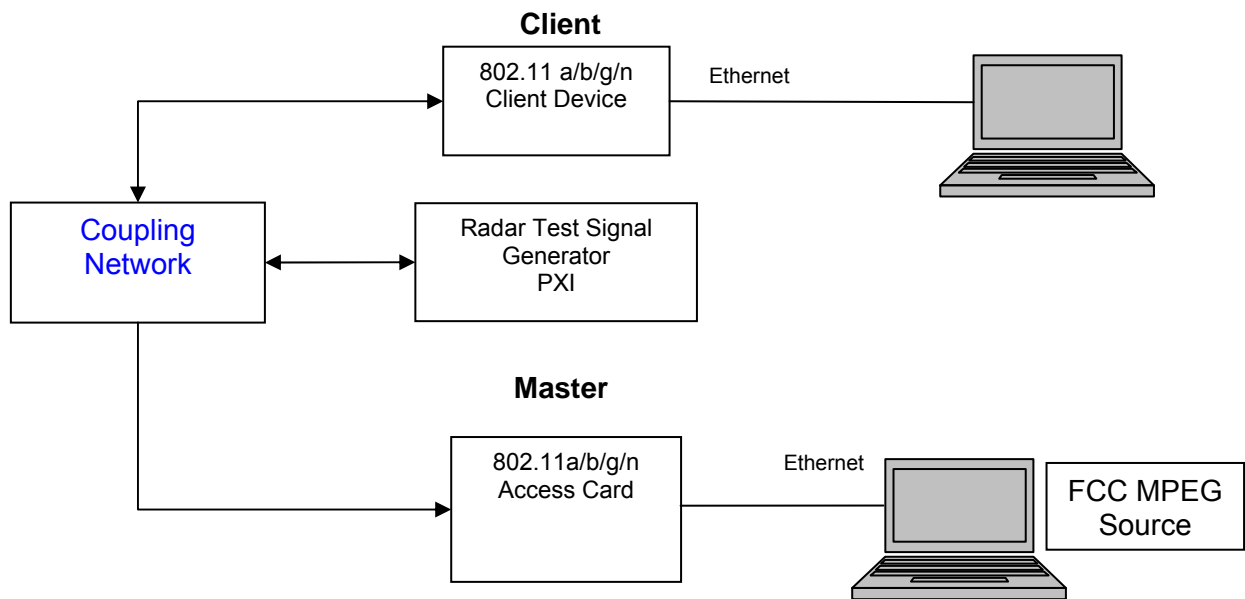 Client
802.11 a/b/g/n
Client Device
Ethernet
Coupling
Network
Radar Test Signal
Generator
PXI
Master
802.11a/b/g/n
Access Card
Ethernet
FCC MPEG
Source